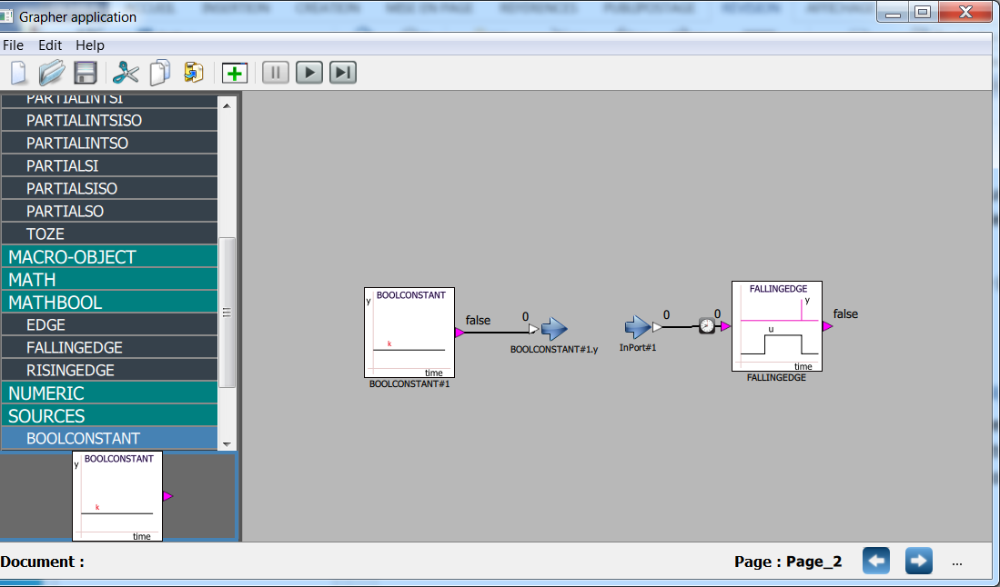 Grapher application
File Edit Help
PARTIALINTSI
PARTIALINTSISO
PARTIALINTSO
PARTIALSI
PARTIALSISO
PARTIALSO
TOZE
MACRO-OBJECT
MATH
MATHBOOL
EDGE
FALLINGEDGE
RISINGEDGE
NUMERIC
SOURCES
BOOLCONSTANT
BOOLCONSTANT
y
k
time
BOOLCONSTANT
y
k
time
BOOLCONSTANT#1
false
0
BOOLCONSTANT#1.y
InPort#1
0
0
FALLINGEDGE
y
u
time
FALLINGEDGE
false
Document :
Page : Page_2
...